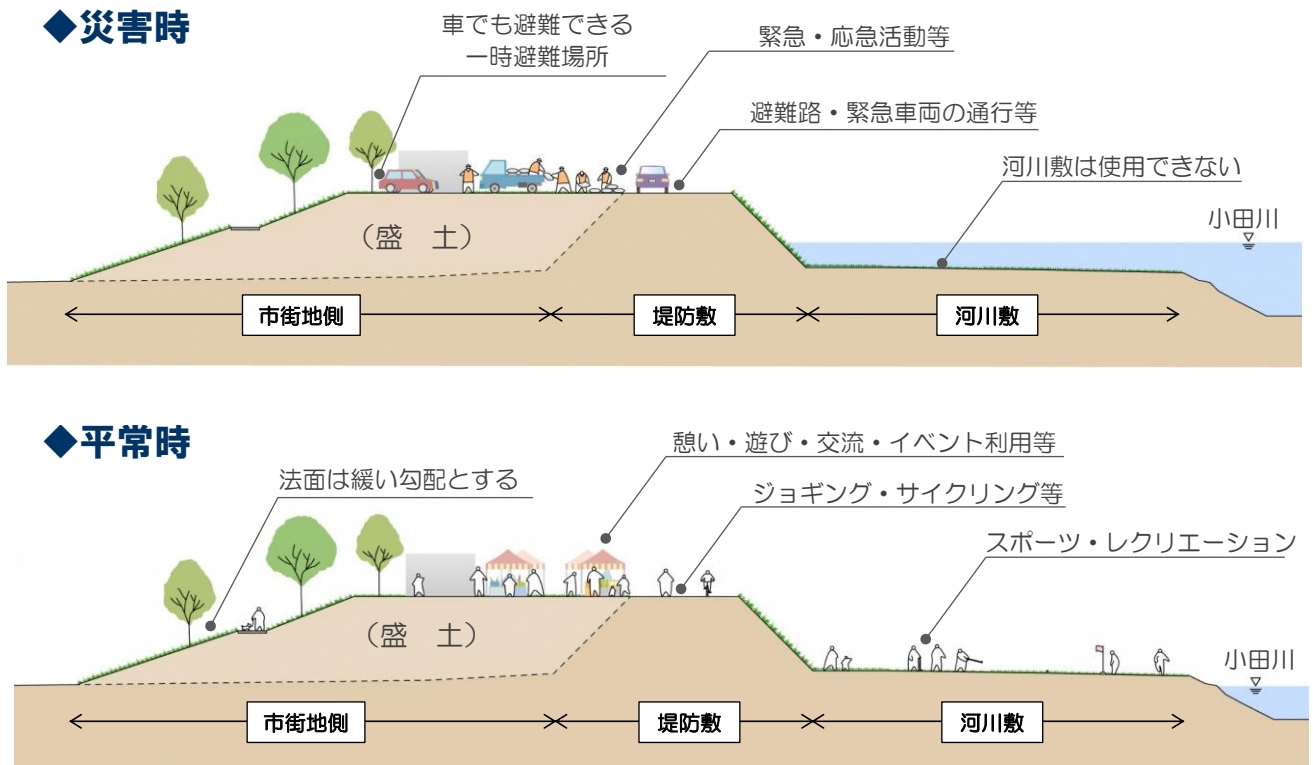 ◆災害時
車でも避難できる
一時避難場所
緊急・応急活動等
避難路・緊急車両の通行等
河川敷は使用できない
小田川
（盛　土）
市街地側
堤防敷
河川敷
◆平常時
憩い・遊び・交流・イベント利用等
法面は緩い勾配とする
ジョギング・サイクリング等
スポーツ・レクリエーション
（盛　土）
小田川
市街地側
堤防敷
河川敷